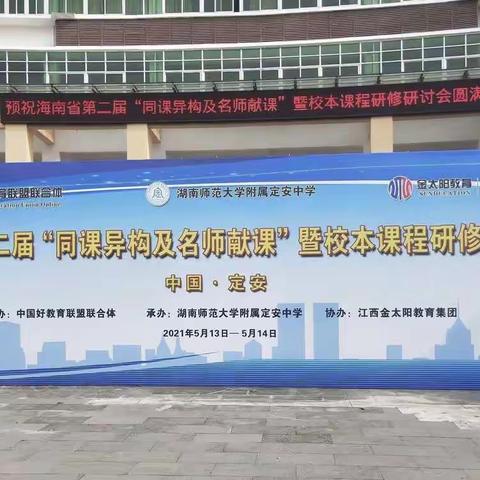 预祝海南省第二届“同课异构及名师献课”暨校本课程研修研讨会圆满
育联盟联合体
湖南师范大学附属定安中学
金太阳教育
二届“同课异构及名师献课”暨校本课程研修
中国·定安
办：中国好教育联盟联合体
承办：湖南师范大学附属定安中学
协办：江西金太阳教育集团
2021年5月13日—5月14日